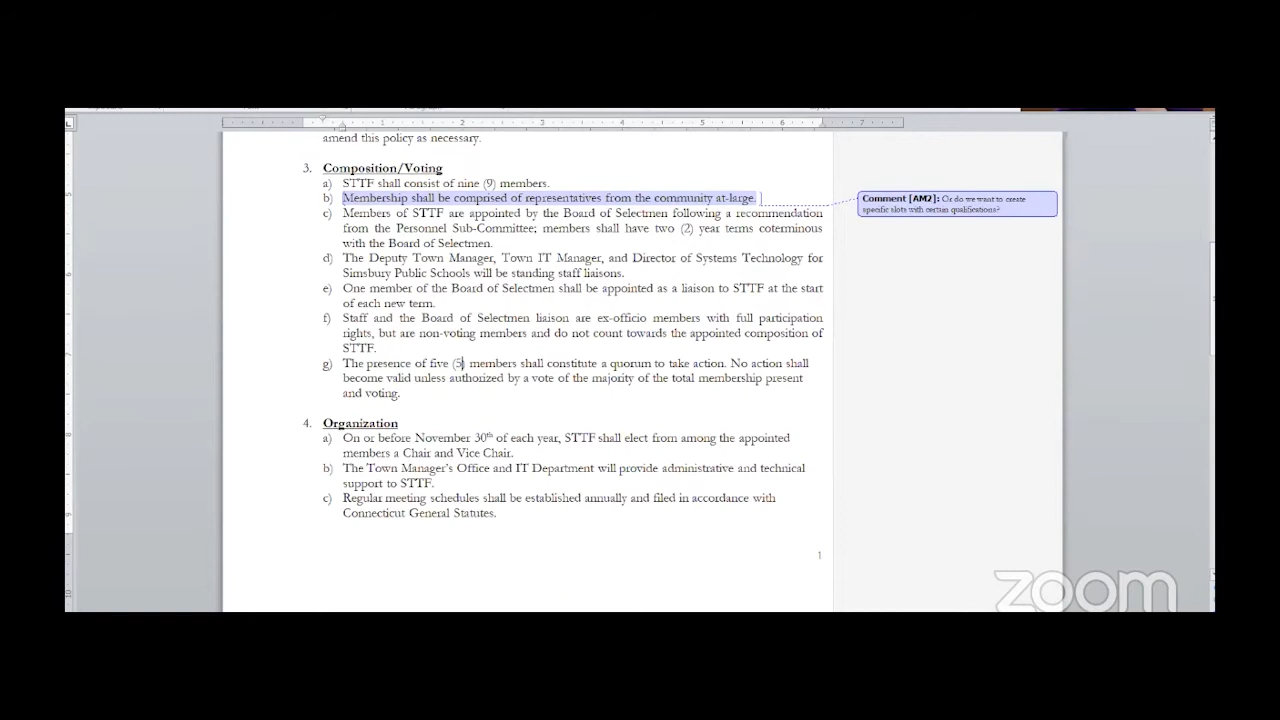 1 2 3 4 5 6 7
amend this policy as necessary.
3. Composition/Voting
a) STTF shall consist of nine (9) members.
b) Membership shall be comprised of representatives from the community at-large.
c) Members of STTF are appointed by the Board of Selectmen following a recommendation
from the Personnel Sub-Committee; members shall have two (2) year terms coterminous
with the Board of Selectmen.
d) The Deputy Town Manager, Town IT Manager, and Director of Systems Technology for
Simsbury Public Schools will be standing staff liaisons.
e) One member of the Board of Selectmen shall be appointed as a liaison to STTF at the start
of each new term.
f) Staff and the Board of Selectmen liaison are ex-officio members with full participation
rights, but are non-voting members and do not count towards the appointed composition of
STTF.
g) The presence of five (5) members shall constitute a quorum to take action. No action shall
become valid unless authorized by a vote of the majority of the total membership present
and voting.
4. Organization
a) On or before November 30th of each year, STTF shall elect from among the appointed
members a Chair and Vice Chair.
b) The Town Manager's Office and IT Department will provide administrative and technical
support to STTF.
c) Regular meeting schedules shall be established annually and filed in accordance with
Connecticut General Statutes.
1
Comment [AM2]: Or do we want to create
specific slots with certain qualifications?
zoom